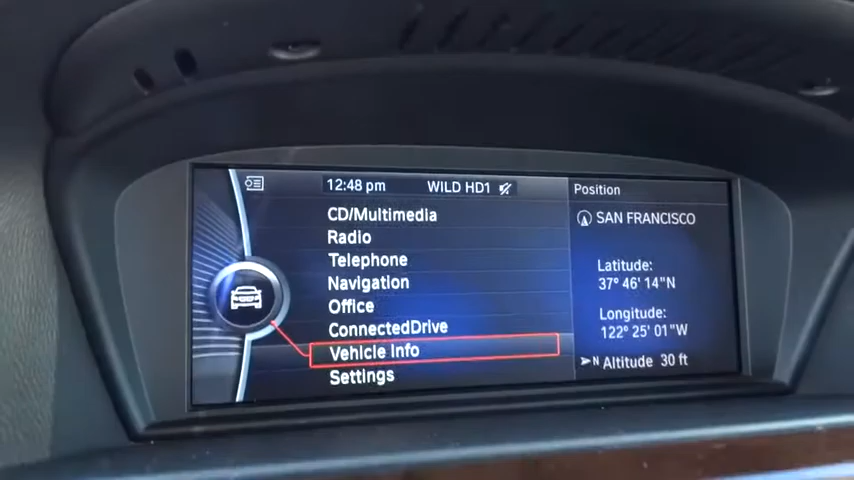 12:48 pm WILD HD1
CD/Multimedia
Radio
Telephone
Navigation
Office
ConnectedDrive
Vehicle Info
Settings
Position
SAN FRANCISCO
Latitude:
37° 46' 14"N
Longitude:
122° 25' 01"W
N Altitude 30 ft